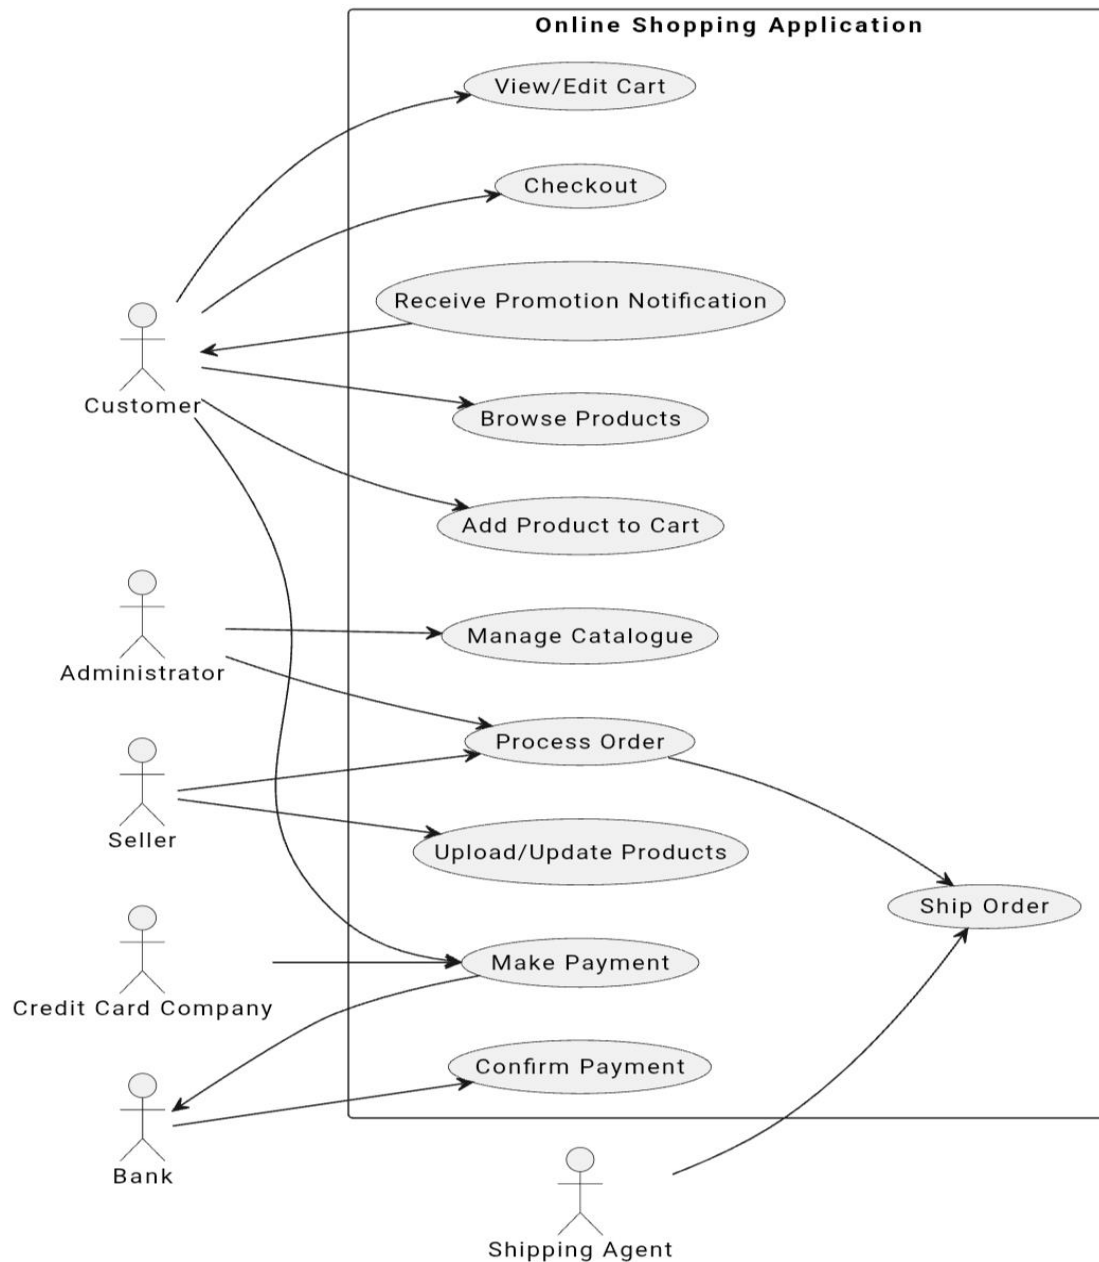 Online Shopping Application
View/Edit Cart
Checkout
Receive Promotion Notification
Customer
Browse Products
Add Product to Cart
Manage Catalogue
Administrator
Process Order
Seller
Upload/Update Products
Ship Order
Make Payment
Credit Card Company
Confirm Payment
Bank
Shipping Agent